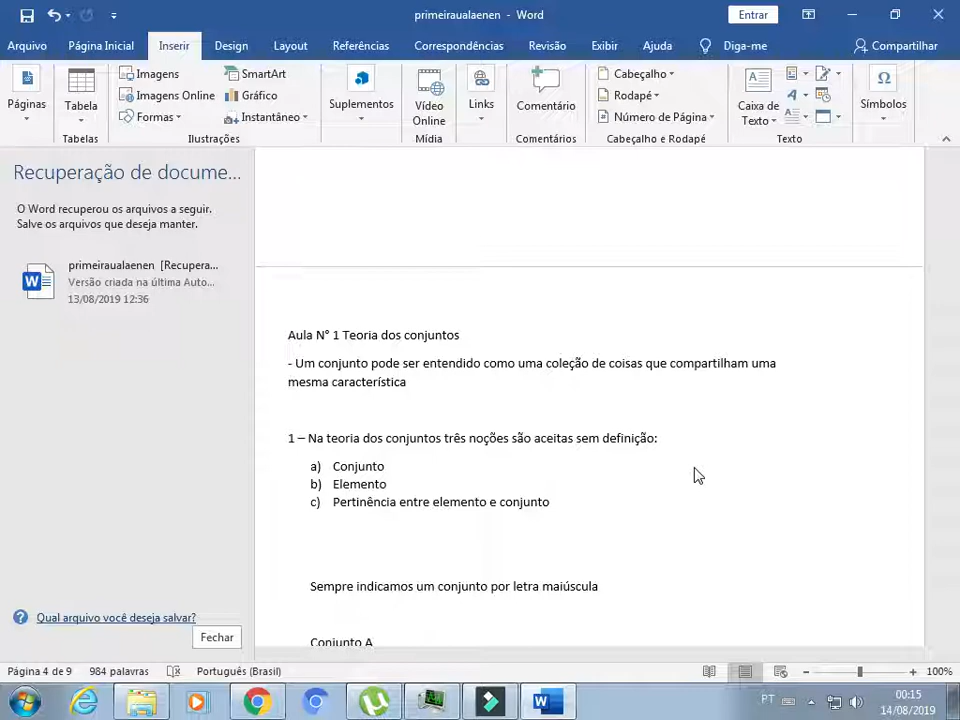 primeiraualaenen - Word
Entrar
Arquivo Página Inicial Inserir Design Layout Referências Correspondências Revisão Exibir Ajuda Diga-me Compartilhar
Páginas
Tabela
Imagens
Imagens Online
Formas
SmartArt
Gráfico
Instantâneo
Suplementos
Vídeo
Online
Links
Comentário
Cabeçalho
Rodapé
Número de Página
Caixa de
Texto
Símbolos
Tabelas Ilustrações Mídia Comentários Cabeçalho e Rodapé Texto
Recuperação de docume...
O Word recuperou os arquivos a seguir.
Salve os arquivos que deseja manter.
primeiraualaenen [Recupera...
Versão criada na última Auto...
13/08/2019 12:36
Qual arquivo você deseja salvar?
Fechar
Aula N° 1 Teoria dos conjuntos
- Um conjunto pode ser entendido como uma coleção de coisas que compartilham uma
mesma característica
1 – Na teoria dos conjuntos três noções são aceitas sem definição:
a) Conjunto
b) Elemento
c) Pertinência entre elemento e conjunto
Sempre indicamos um conjunto por letra maiúscula
Conjunto A
Página 4 de 9 984 palavras Português (Brasil) 100%
PT
00:15
14/08/2019